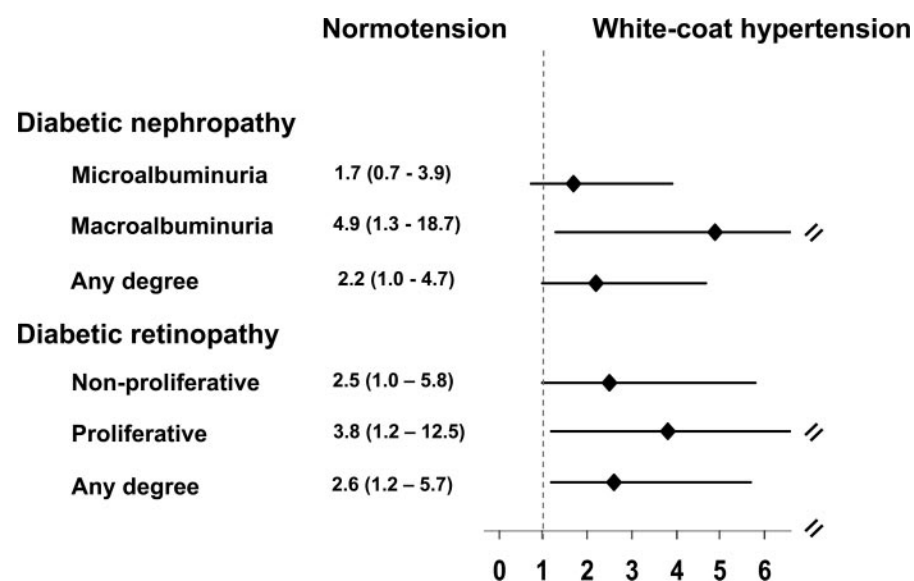 Normotension White-coat hypertension
Diabetic nephropathy
Microalbuminuria 1.7 (0.7 - 3.9)
Macroalbuminuria 4.9 (1.3 - 18.7)
Any degree 2.2 (1.0 - 4.7)
Diabetic retinopathy
Non-proliferative 2.5 (1.0 – 5.8)
Proliferative 3.8 (1.2 – 12.5)
Any degree 2.6 (1.2 – 5.7)
0 1 2 3 4 5 6